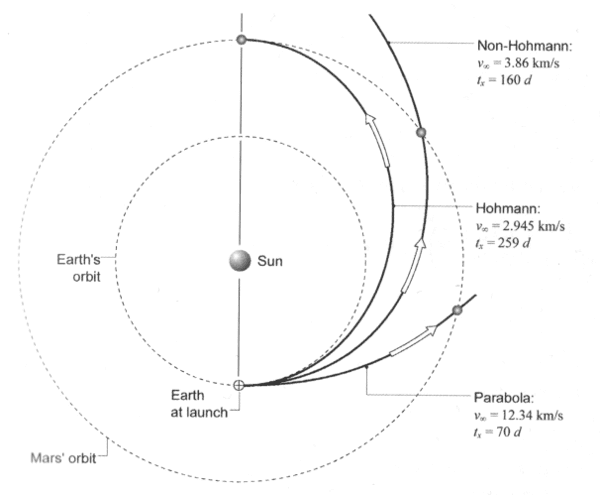 Non-Hohmann:
v∞ = 3.86 km/s
tx = 160 d
Hohmann:
v∞ = 2.945 km/s
tx = 259 d
Earth's
orbit
Sun
Earth
at launch
Parabola:
v∞ = 12.34 km/s
tx = 70 d
Mars' orbit